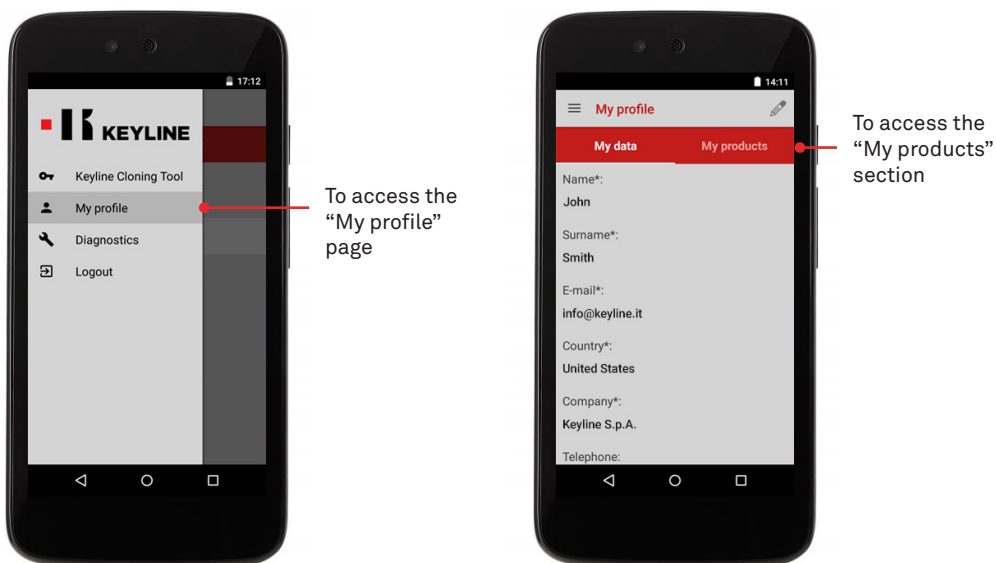 17:12
KEYLINE
Keyline Cloning Tool
My profile
Diagnostics
Logout
To access the
“My profile”
page
14:11
My profile
My data
My products
Name*:
John
Surname*:
Smith
E-mail*:
info@keyline.it
Country*:
United States
Company*:
Keyline S.p.A.
Telephone:
To access the
“My products”
section